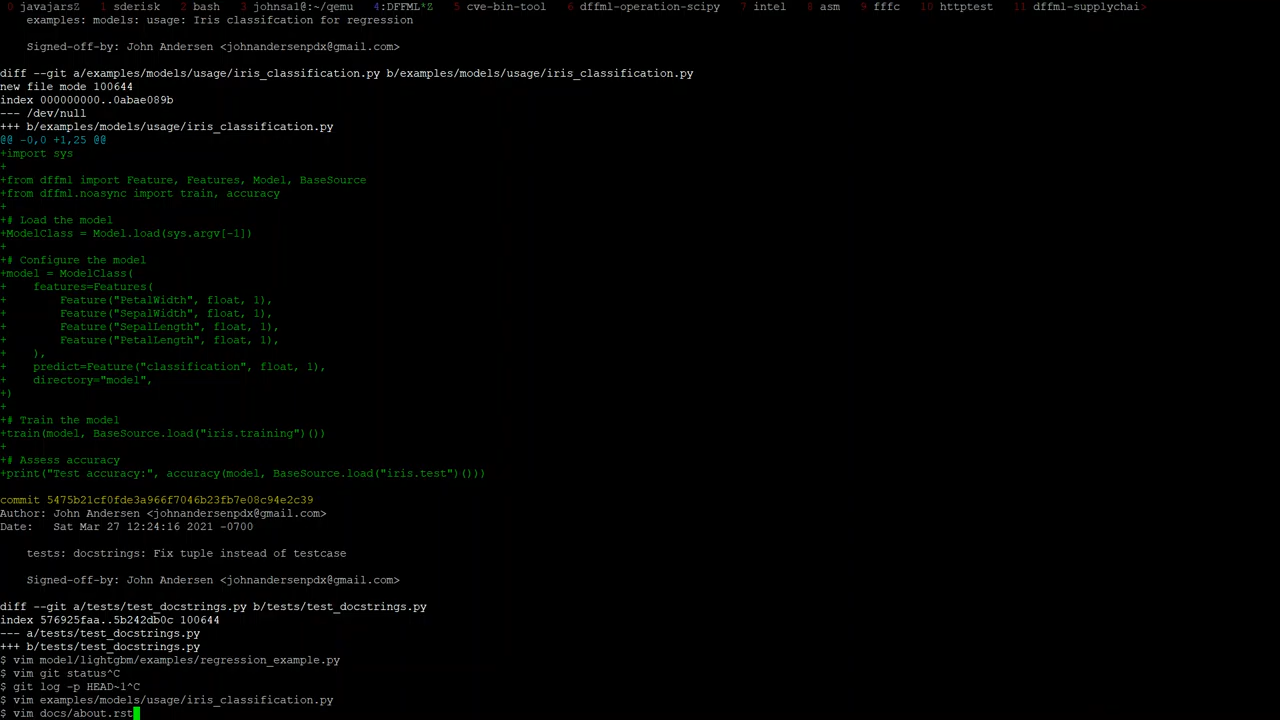 0 javajarsZ  1 sderisk  2 bash  3 johnsal@:~/qemu  4:DFFML*Z  5 cve-bin-tool  6 dffml-operation-scipy  7 intel  8 asm  9 fffc  10 httptest  11 dffml-supplychai>
    examples: models: usage: Iris classifcation for regression

    Signed-off-by: John Andersen <johnandersenpdx@gmail.com>

diff --git a/examples/models/usage/iris_classification.py b/examples/models/usage/iris_classification.py
new file mode 100644
index 000000000..0abae089b
--- /dev/null
+++ b/examples/models/usage/iris_classification.py
@@ -0,0 +1,25 @@
+import sys
+
+from dffml import Feature, Features, Model, BaseSource
+from dffml.noasync import train, accuracy
+
+# Load the model
+ModelClass = Model.load(sys.argv[-1])
+
+# Configure the model
+model = ModelClass(
+    features=Features(
+        Feature("PetalWidth", float, 1),
+        Feature("SepalWidth", float, 1),
+        Feature("SepalLength", float, 1),
+        Feature("PetalLength", float, 1),
+    ),
+    predict=Feature("classification", float, 1),
+    directory="model",
+)
+
+# Train the model
+train(model, BaseSource.load("iris.training")())
+
+# Assess accuracy
+print("Test accuracy:", accuracy(model, BaseSource.load("iris.test")()))

commit 5475b21cf0fde3a966f7046b23fb7e08c94e2c39
Author: John Andersen <johnandersenpdx@gmail.com>
Date:   Sat Mar 27 12:24:16 2021 -0700

    tests: docstrings: Fix tuple instead of testcase

    Signed-off-by: John Andersen <johnandersenpdx@gmail.com>

diff --git a/tests/test_docstrings.py b/tests/test_docstrings.py
index 576925faa..5b242db0c 100644
--- a/tests/test_docstrings.py
+++ b/tests/test_docstrings.py
$ vim model/lightgbm/examples/regression_example.py
$ vim git status^C
$ git log -p HEAD~1^C
$ vim examples/models/usage/iris_classification.py
$ vim docs/about.rst